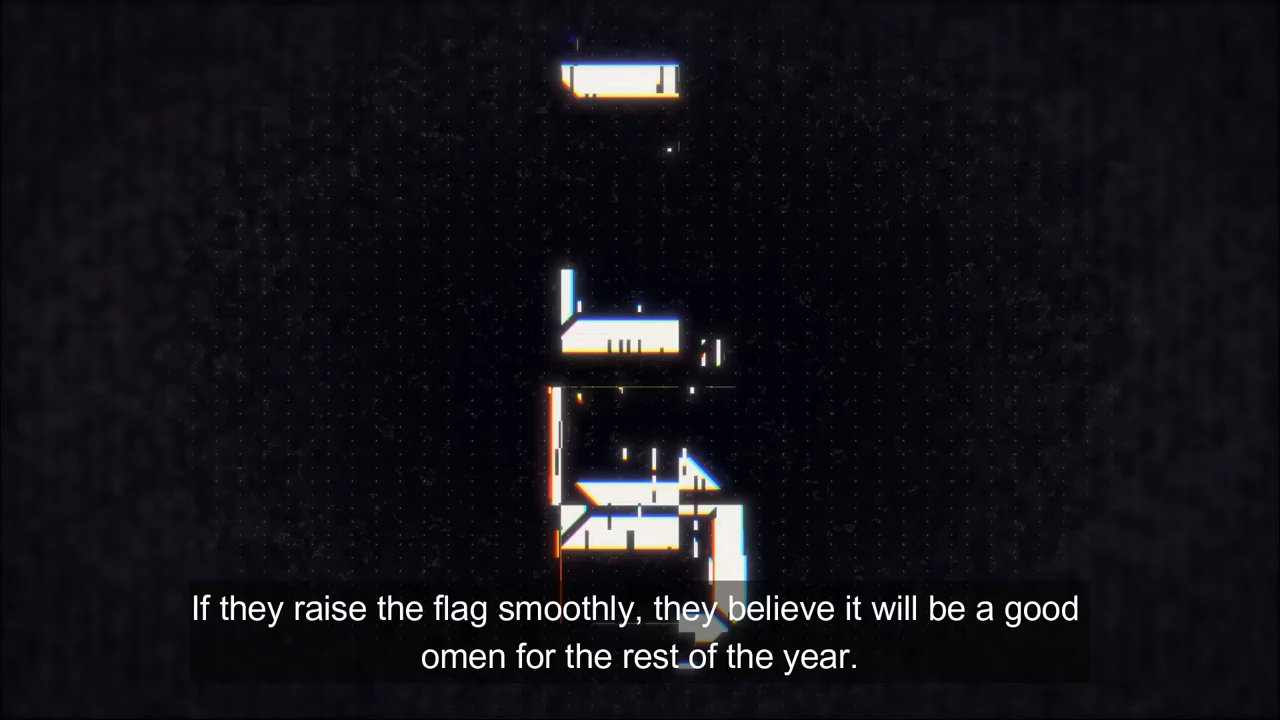 If they raise the flag smoothly, they believe it will be a good
omen for the rest of the year.